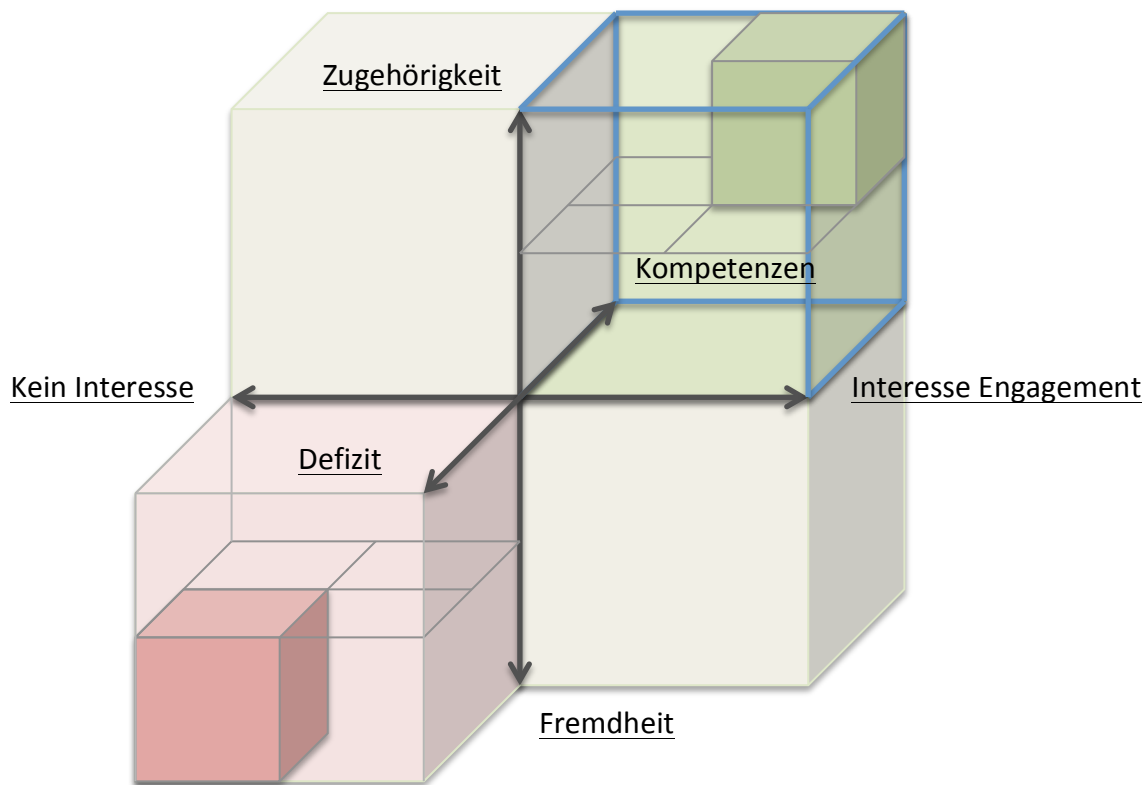 Zugehörigkeit
Kompetenzen
Kein Interesse
Interesse Engagement
Defizit
Fremdheit